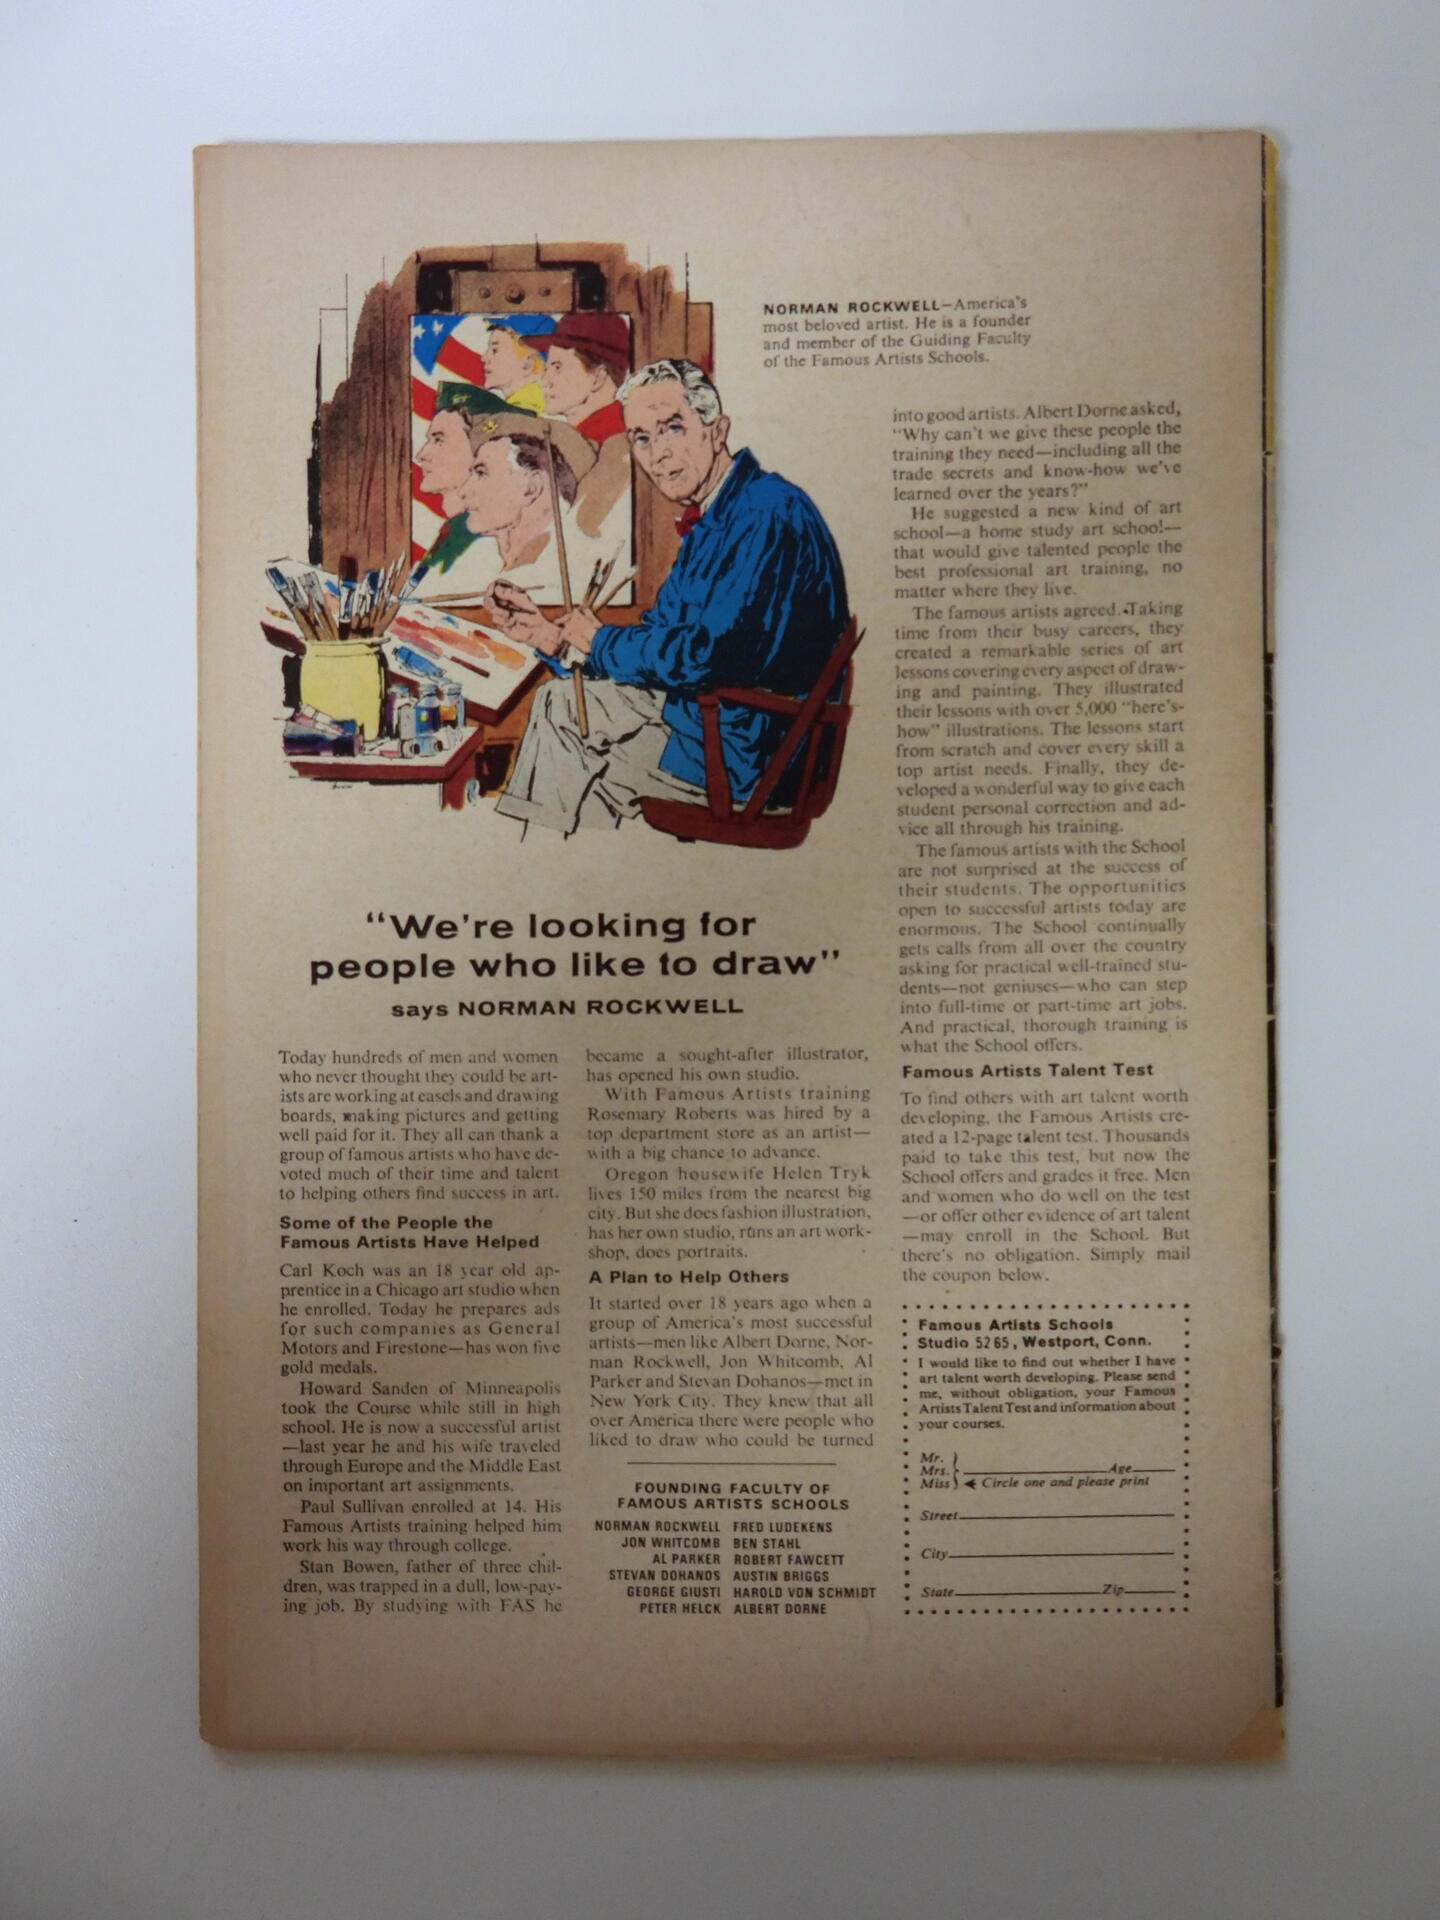 NORMAN ROCKWELL—America's
most beloved artist. He is a founder
and member of the Guiding Faculty
of the Famous Artists Schools.
"We're looking for
people who like to draw"
says NORMAN ROCKWELL
Today hundreds of men and women
who never thought they could be art-
ists are working at easels and drawing
boards, making pictures and getting
well paid for it. They all can thank a
group of famous artists who have de-
voted much of their time and talent
to helping others find success in art.
Some of the People the
Famous Artists Have Helped
Carl Koch was an 18 year old ap-
prentice in a Chicago art studio when
he enrolled. Today he prepares ads
for such companies as General
Motors and Firestone—has won five
gold medals.
Howard Sanden of Minneapolis
took the Course while still in high
school. He is now a successful artist
—last year he and his wife traveled
through Europe and the Middle East
on important art assignments.
Paul Sullivan enrolled at 14. His
Famous Artists training helped him
work his way through college.
Stan Bowen, father of three chil-
dren, was trapped in a dull, low-pay-
ing job. By studying with FAS he
became a sought-after illustrator,
has opened his own studio.
With Famous Artists training
Rosemary Roberts was hired by a
top department store as an artist—
with a big chance to advance.
Oregon housewife Helen Tryk
lives 150 miles from the nearest big
city. But she does fashion illustration,
has her own studio, runs an art work-
shop, does portraits.
A Plan to Help Others
It started over 18 years ago when a
group of America's most successful
artists—men like Albert Dorne, Nor-
man Rockwell, Jon Whitcomb, Al
Parker and Stevan Dohanos—met in
New York City. They knew that all
over America there were people who
liked to draw who could be turned
FOUNDING FACULTY OF
FAMOUS ARTISTS SCHOOLS
NORMAN ROCKWELL FRED LUDEKENS
JON WHITCOMB BEN STAHL
AL PARKER ROBERT FAWCETT
STEVAN DOHANOS AUSTIN BRIGGS
GEORGE GIUSTI HAROLD VON SCHMIDT
PETER HELCK ALBERT DORNE
into good artists. Albert Dorne asked,
"Why can't we give these people the
training they need—including all the
trade secrets and know-how we've
learned over the years?"
He suggested a new kind of art
school—a home study art school—
that would give talented people the
best professional art training, no
matter where they live.
The famous artists agreed. Taking
time from their busy careers, they
created a remarkable series of art
lessons covering every aspect of draw-
ing and painting. They illustrated
their lessons with over 5,000 "here's-
how" illustrations. The lessons start
from scratch and cover every skill a
top artist needs. Finally, they de-
veloped a wonderful way to give each
student personal correction and ad-
vice all through his training.
The famous artists with the School
are not surprised at the success of
their students. The opportunities
open to successful artists today are
enormous. The School continually
gets calls from all over the country
asking for practical well-trained stu-
dents—not geniuses—who can step
into full-time or part-time art jobs.
And practical, thorough training is
what the School offers.
Famous Artists Talent Test
To find others with art talent worth
developing, the Famous Artists cre-
ated a 12-page talent test. Thousands
paid to take this test, but now the
School offers and grades it free. Men
and women who do well on the test
—or offer other evidence of art talent
—may enroll in the School. But
there's no obligation. Simply mail
the coupon below.
Famous Artists Schools
Studio 5265, Westport, Conn.
I would like to find out whether I have
art talent worth developing. Please send
me, without obligation, your Famous
Artists Talent Test and information about
your courses.
Mr.
Mrs. Age
Miss Circle one and please print
Street
City
State Zip